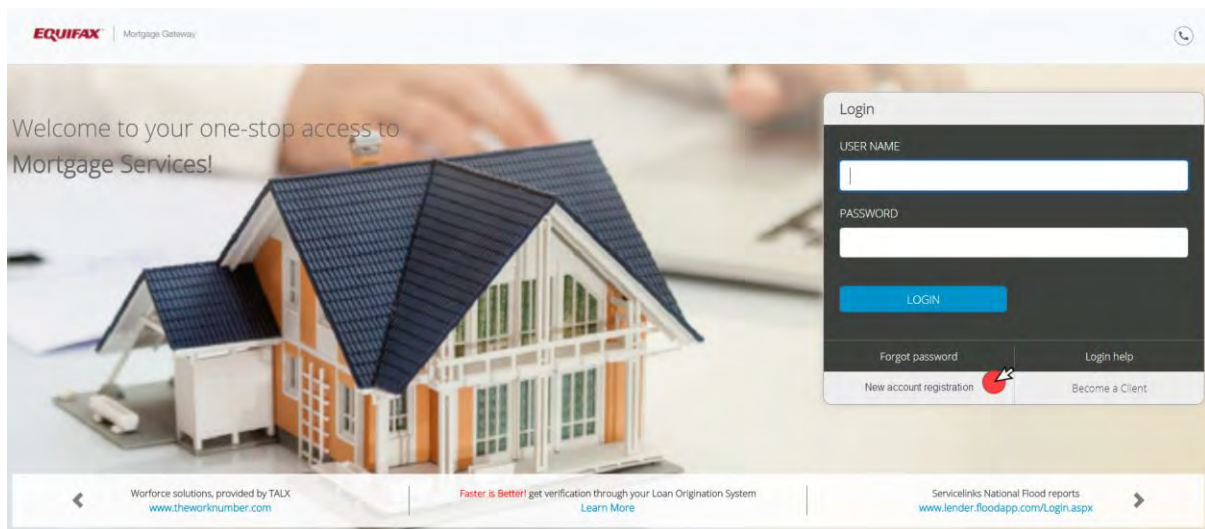 EQUIFAX
Mortgage Gateway
Welcome to your one-stop access to
Mortgage Services!
Login
USER NAME
PASSWORD
LOGIN
Forgot password
Login help
New account registration
Become a Client
Worforce solutions, provided by TALX
www.theworknumber.com
Faster is Better! get verification through your Loan Origination System
Learn More
Servicelinks National Flood reports
www.lender.floodapp.com/Login.aspx